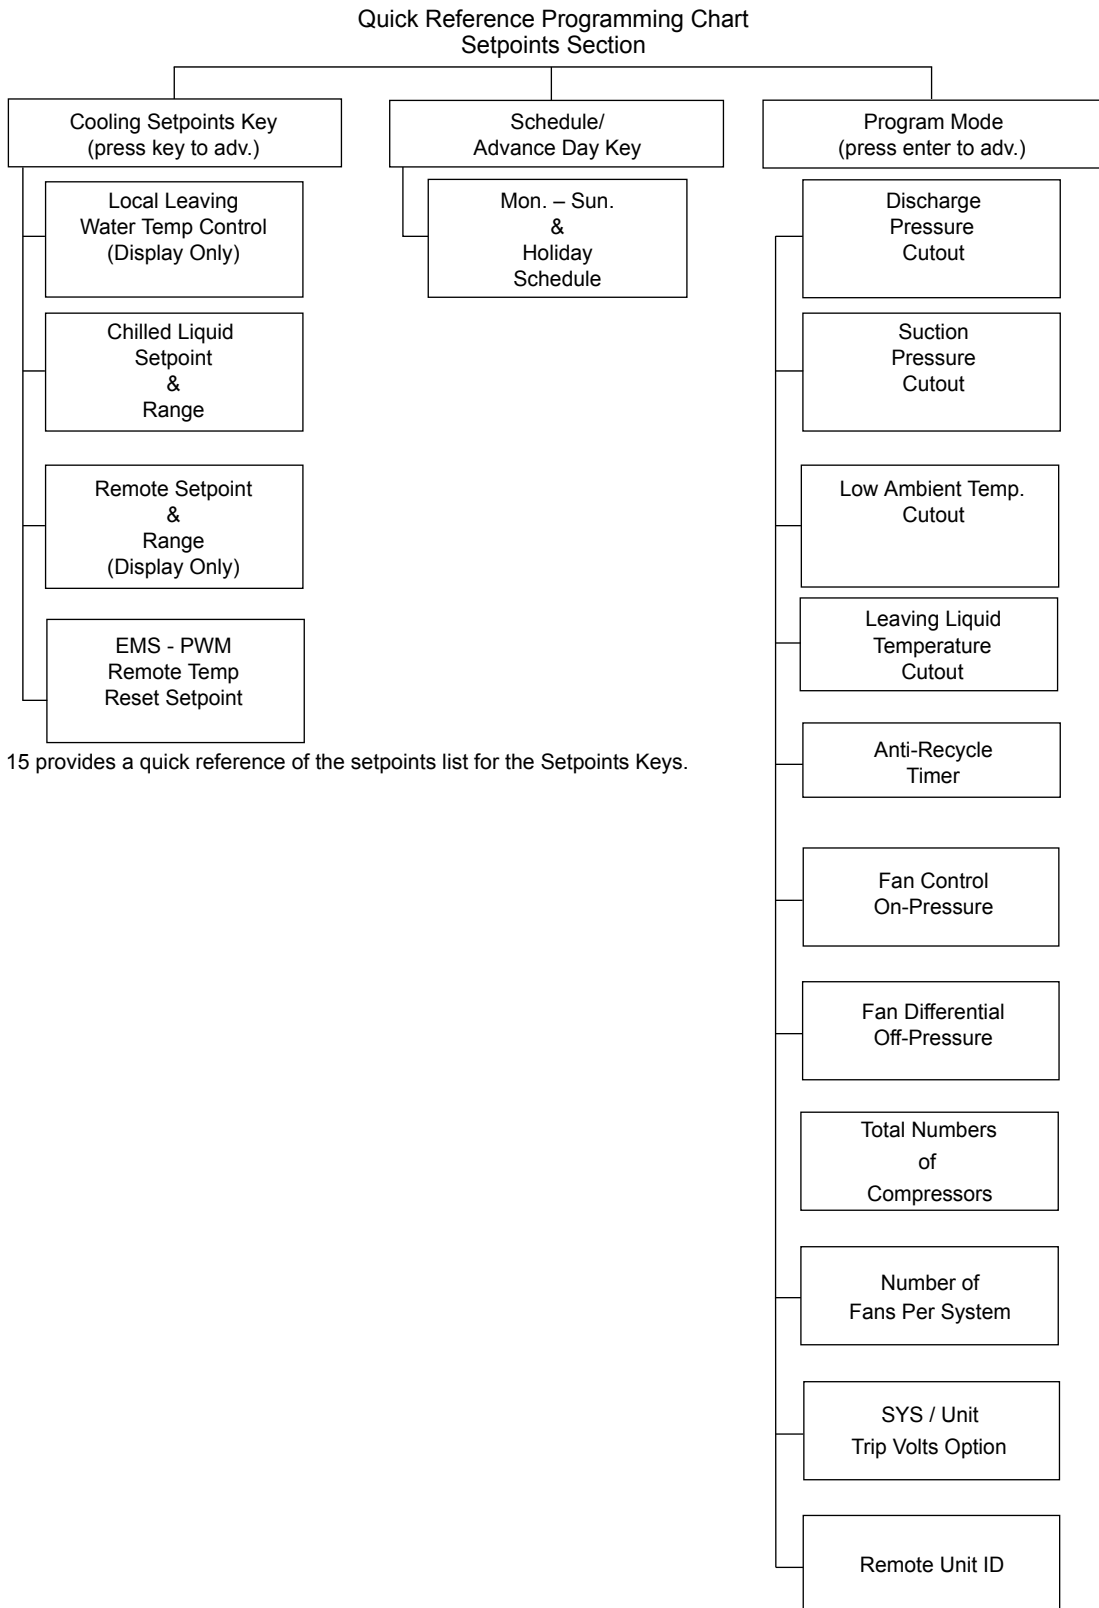 Quick Reference Programming Chart
Setpoints Section
Cooling Setpoints Key
(press key to adv.)
Local Leaving
Water Temp Control
(Display Only)
Chilled Liquid
Setpoint
&
Range
Remote Setpoint
&
Range
(Display Only)
EMS - PWM
Remote Temp
Reset Setpoint
15 provides a quick reference of the setpoints list for the Setpoints Keys.
Schedule/
Advance Day Key
Mon. – Sun.
&
Holiday
Schedule
Program Mode
(press enter to adv.)
Discharge
Pressure
Cutout
Suction
Pressure
Cutout
Low Ambient Temp.
Cutout
Leaving Liquid
Temperature
Cutout
Anti-Recycle
Timer
Fan Control
On-Pressure
Fan Differential
Off-Pressure
Total Numbers
of
Compressors
Number of
Fans Per System
SYS / Unit
Trip Volts Option
Remote Unit ID